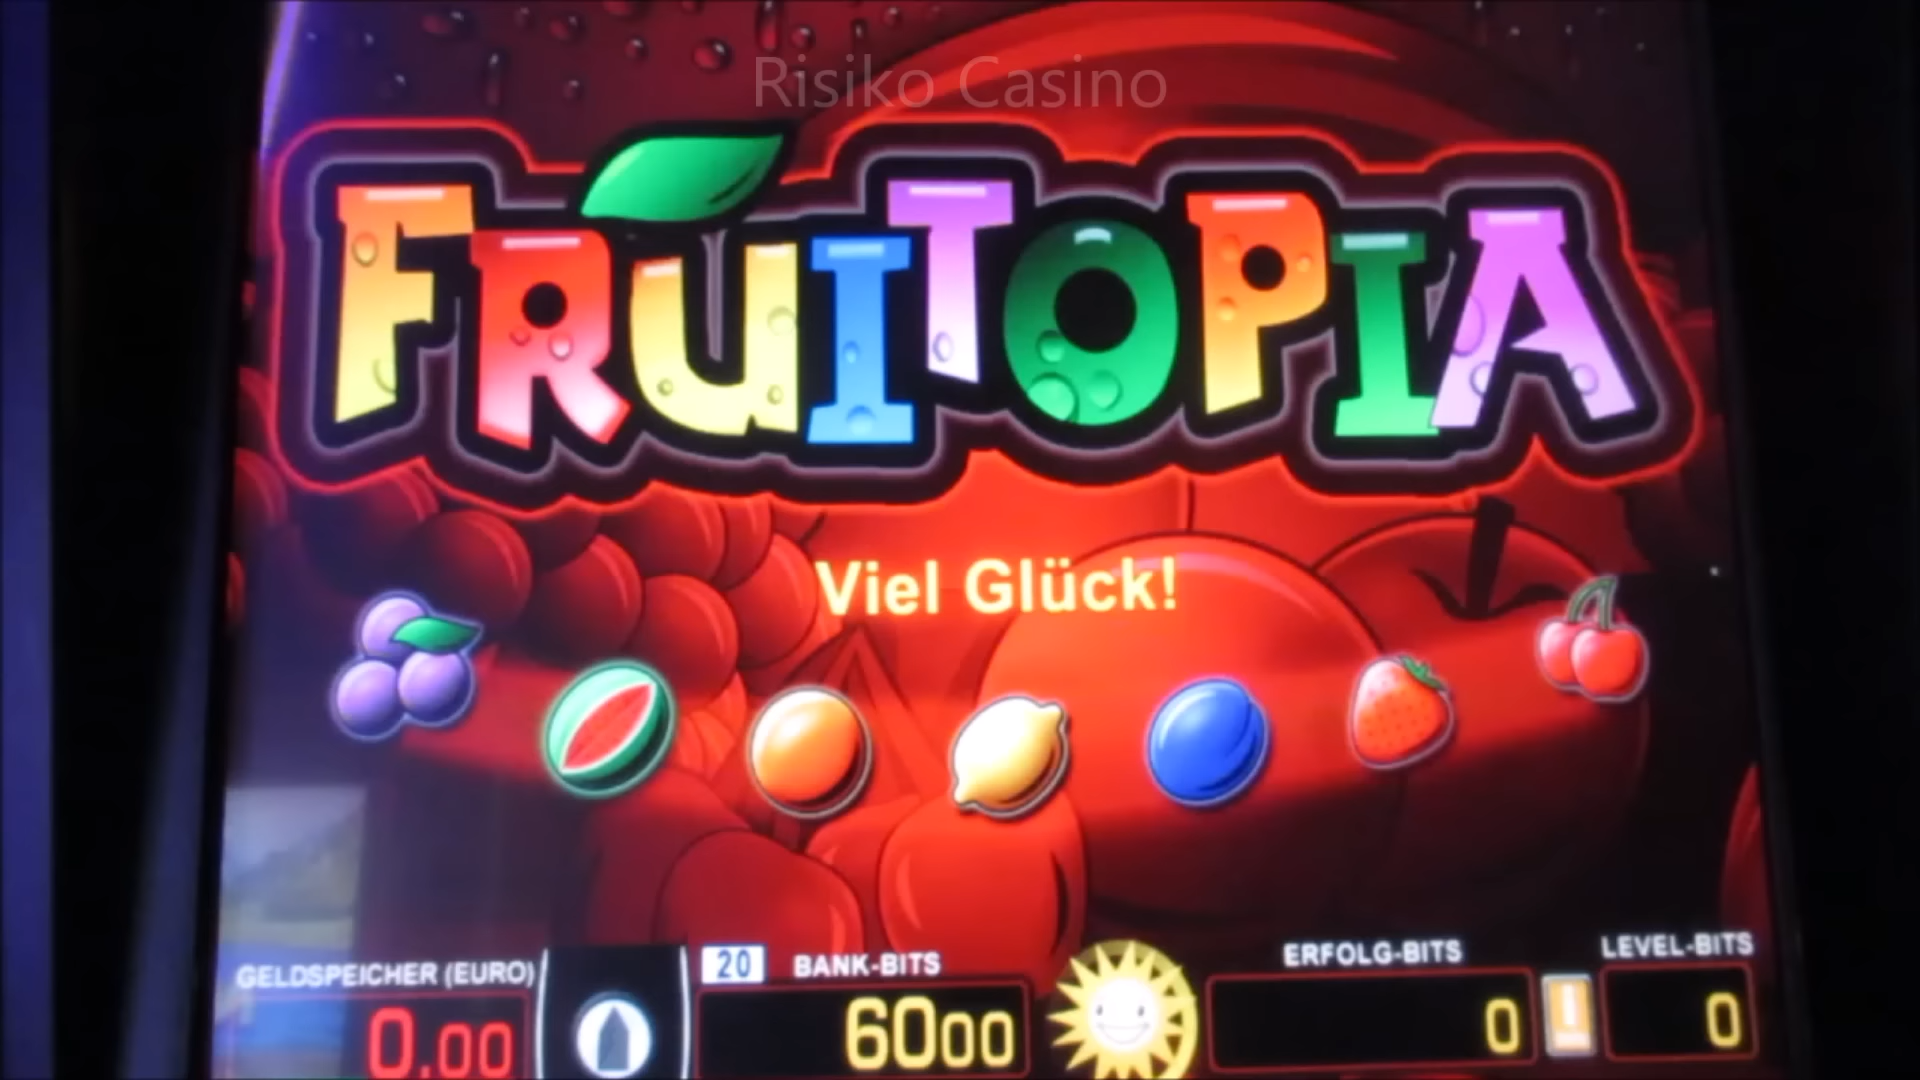 Risiko Casino
FRUITOPIA
Viel Glück!
GELDSPEICHER (EURO)
20
BANK-BITS
ERFOLG-BITS
LEVEL-BITS
0.00
6000
0
0